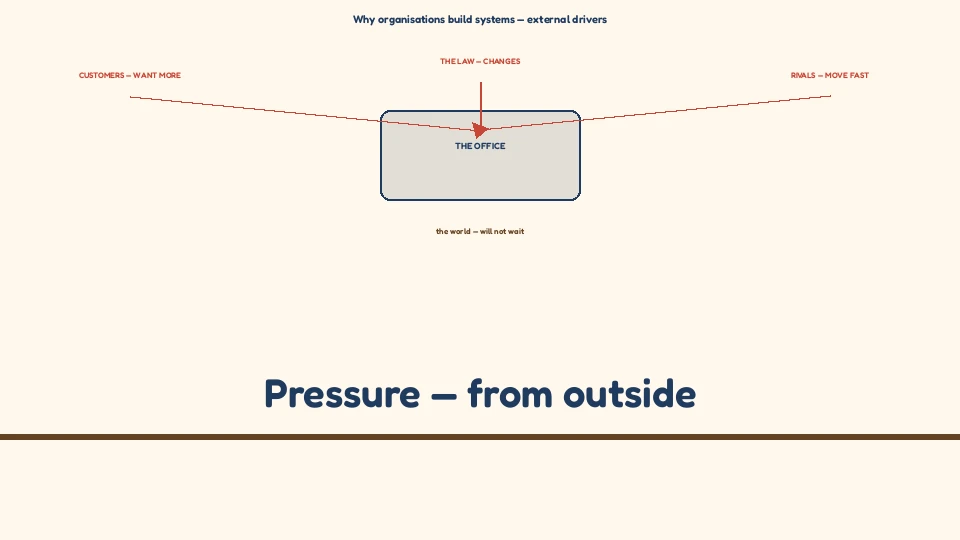 Why organisations build systems — external drivers
THE LAW — CHANGES
CUSTOMERS — WANT MORE
RIVALS — MOVE FAST
THE OFFICE
the world — will not wait
Pressure — from outside